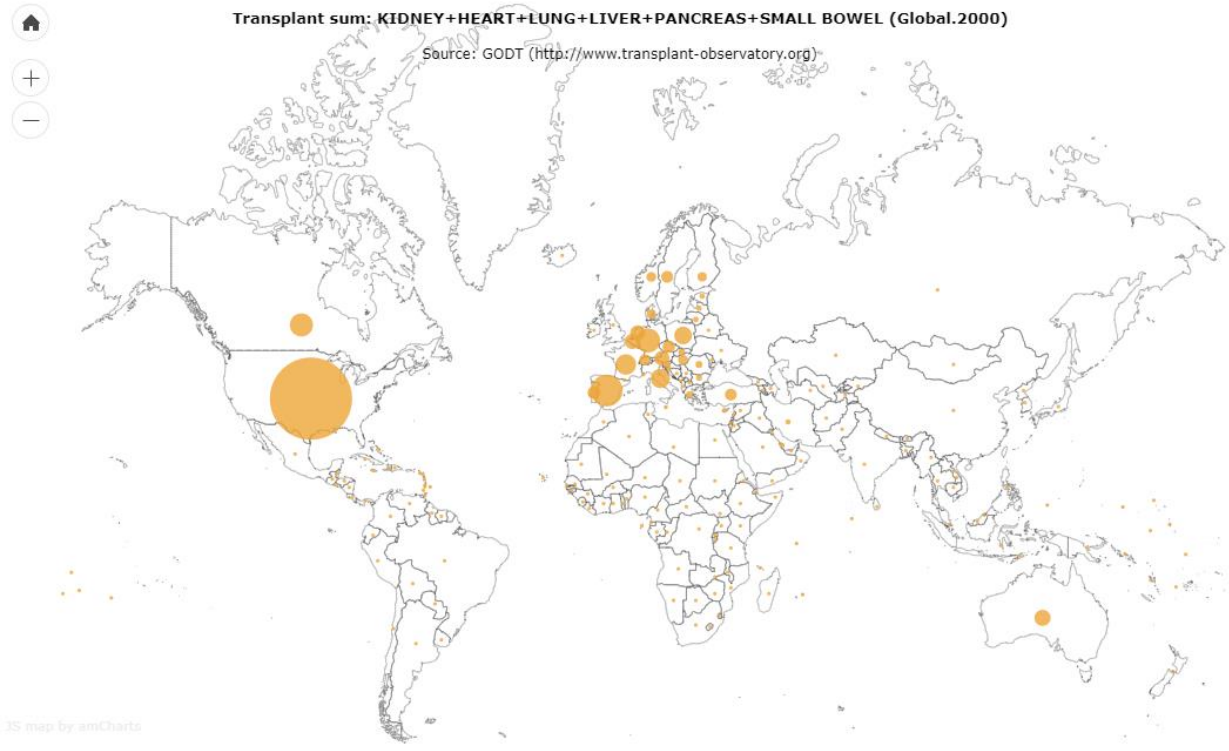 Transplant sum: KIDNEY+HEART+LUNG+LIVER+PANCREAS+SMALL BOWEL (Global.2000)
Source: GODT (http://www.transplant-observatory.org)
JS map by amCharts